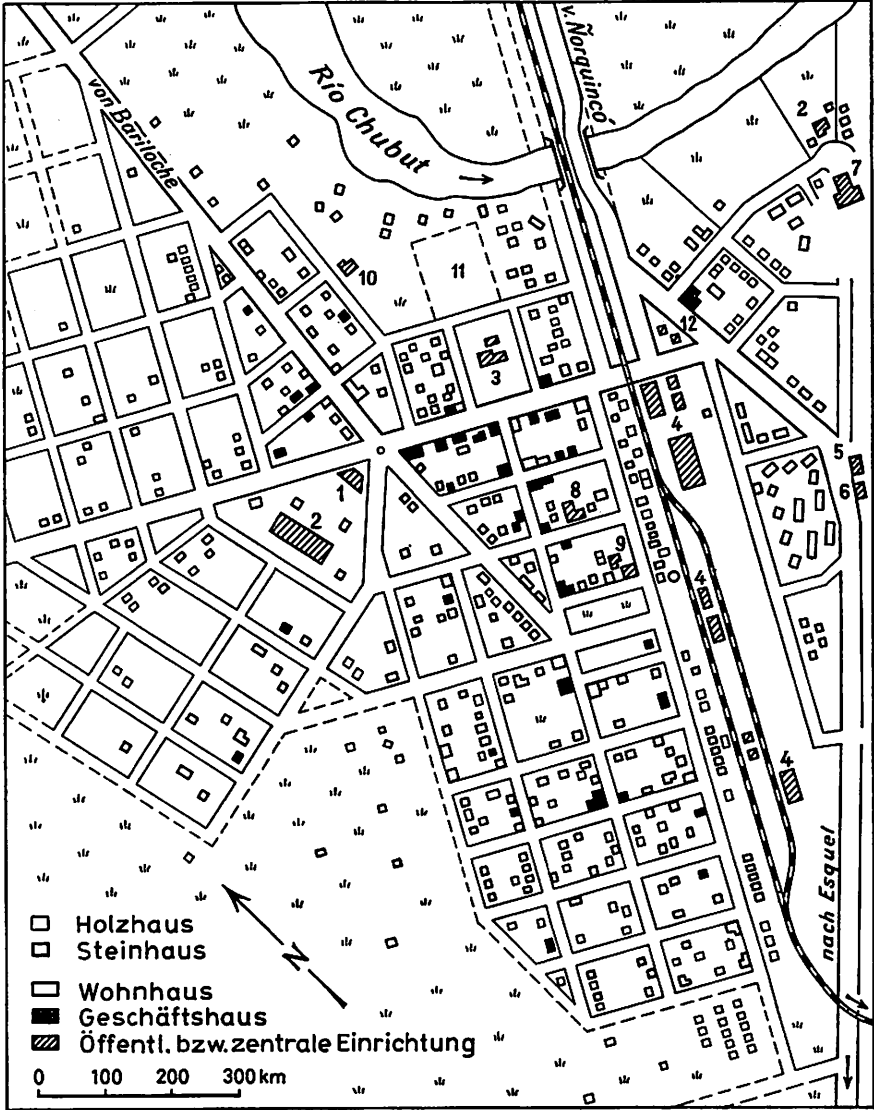 von Bariloche
Río Chubut
v. Ñorquincó
2
7
10
11
12
3
4
5
6
1
2
8
9
4
4
nach Esquel
N
Holzhaus
Steinhaus
Wohnhaus
Geschäftshaus
Öffentl. bzw. zentrale Einrichtung
0 100 200 300 km